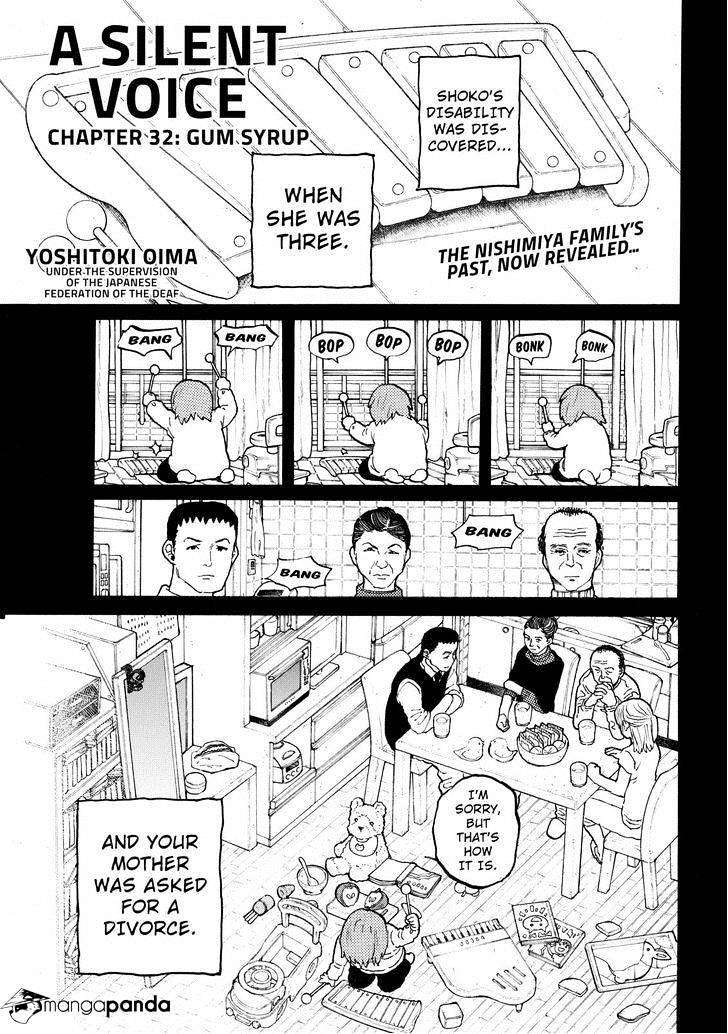 A SILENT
VOICE
CHAPTER 32: GUM SYRUP
SHOKO'S
DISABILITY
WAS DIS-
COVERED...
WHEN
SHE WAS
THREE.
YOSHITOKI OIMA
UNDER THE SUPERVISION
OF THE JAPANESE
FEDERATION OF THE DEAF
THE NISHIMIYA FAMILY'S
PAST, NOW REVEALED...
BANG
BANG
BOP
BOP
BOP
BONK
BONK
BANG
BANG
I'M
SORRY,
BUT
THAT'S
HOW
IT IS.
AND YOUR
MOTHER
WAS ASKED
FOR A
DIVORCE.
mangapanda